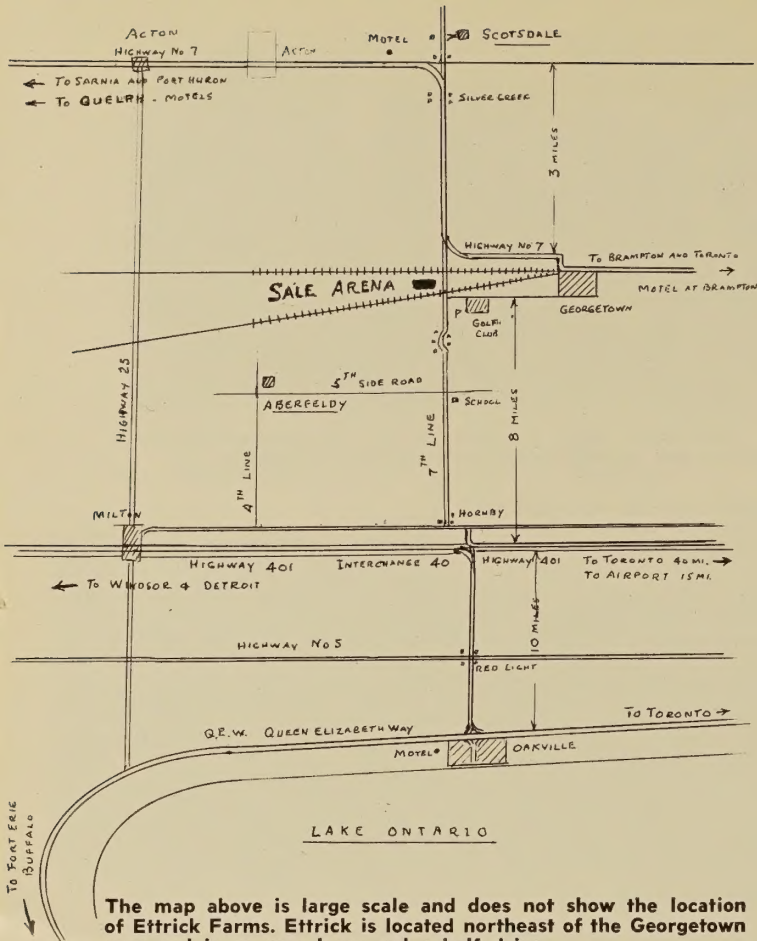 ACTON
HIGHWAY No 7
ACTON
MOTEL
SCOTSDALE
← TO SARNIA AND PORT HURON
← TO GUELPH - MOTELS
SILVER CREEK
3 MILES
HIGHWAY No 7
TO BRAMPTON AND TORONTO →
MOTEL AT BRAMPTON
SALE ARENA
GEORGETOWN
P
GOLF CLUB
HIGHWAY 25
5TH SIDE ROAD
ABERFELDY
SCHOOL
8 MILES
4TH LINE
7TH LINE
MILTON
HORNBY
HIGHWAY 401
INTERCHANGE 40
HIGHWAY 401
TO TORONTO 40 MI. →
TO AIRPORT 15 MI.
← TO WINDSOR & DETROIT
10 MILES
HIGHWAY No 5
RED LIGHT
TO TORONTO →
Q.E.W. QUEEN ELIZABETH WAY
MOTEL
OAKVILLE
TO FORT ERIE
BUFFALO
LAKE ONTARIO
The map above is large scale and does not show the location
of Ettrick Farms. Ettrick is located northeast of the Georgetown